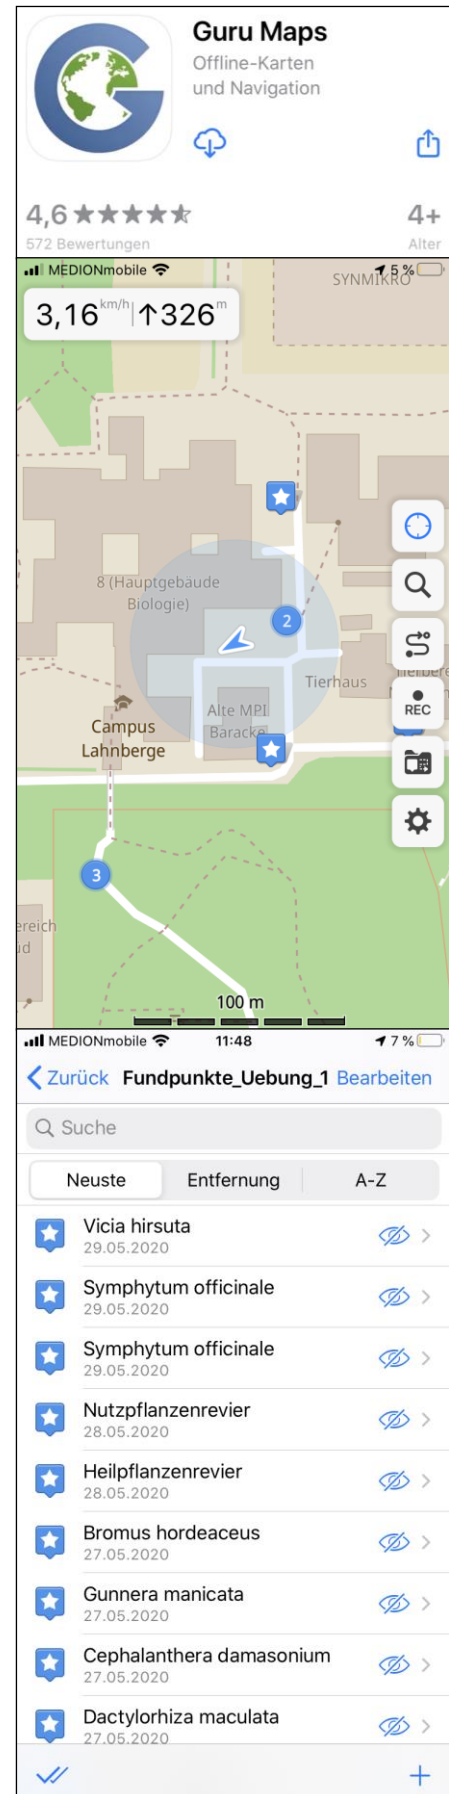 Guru Maps
Offline-Karten
und Navigation
4,6
4+
572 Bewertungen
Alter
MEDIONmobile
5 %
SYNMIKRO
3,16 km/h
326 m
8 (Hauptgebäude
Biologie)
2
Tierhaus
REC
Alte MPI
Baracke
Campus
Lahnberge
3
100 m
MEDIONmobile
11:48
7 %
Zurück
Fundpunkte_Uebung_1
Bearbeiten
Suche
Neuste
Entfernung
A-Z
Vicia hirsuta
29.05.2020
Symphytum officinale
29.05.2020
Symphytum officinale
29.05.2020
Nutzpflanzenrevier
28.05.2020
Heilpflanzenrevier
28.05.2020
Bromus hordeaceus
27.05.2020
Gunnera manicata
27.05.2020
Cephalanthera damasonium
27.05.2020
Dactylorhiza maculata
27.05.2020